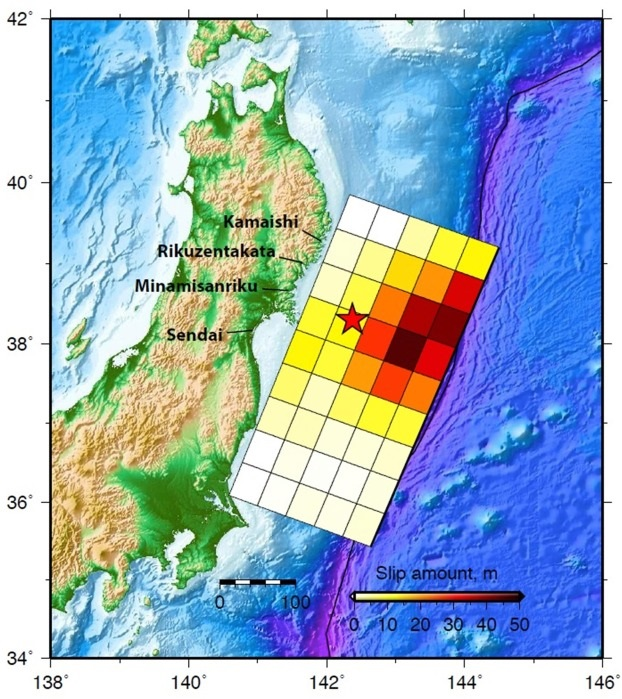 42˚
40˚
Kamaishi
Rikuzentakata
Minamisanriku
Sendai
38˚
36˚
Slip amount, m
0 100
0 10 20 30 40 50
34˚
138˚ 140˚ 142˚ 144˚ 146˚